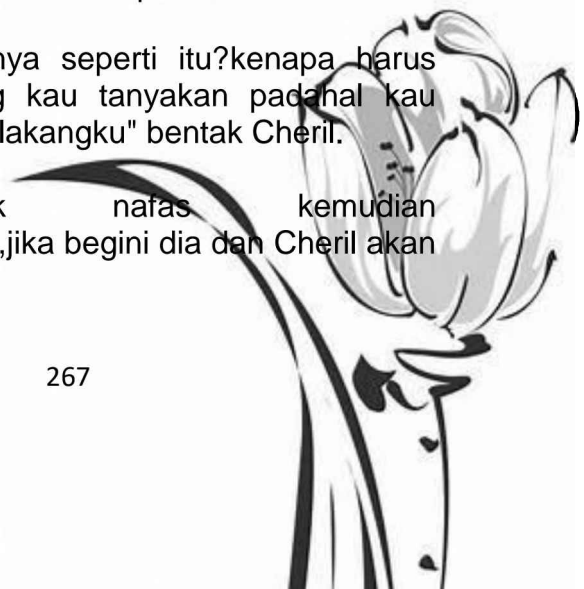 nya seperti itu?kenapa harus
g kau tanyakan padahal kau
lakangku" bentak Cheril.
k nafas kemudian
,jika begini dia dan Cheril akan
267